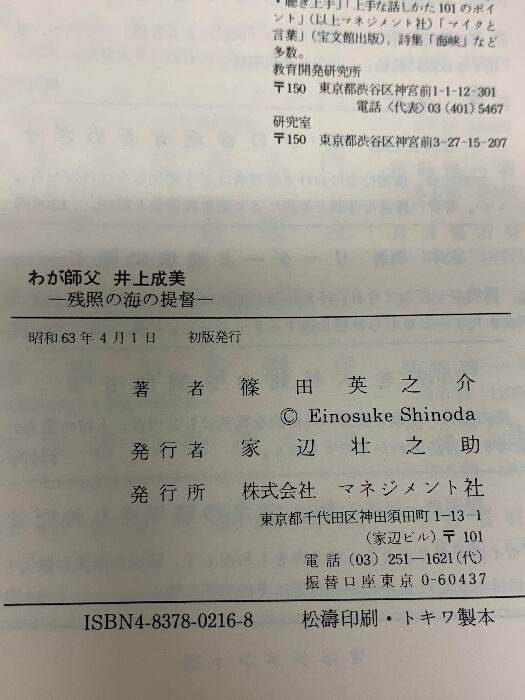 ・聴き上手」「上手な話しかた101のポイ
ント」(以上マネジメント社)「マイクと
言葉」(宝文館出版), 詩集「海峡」など
多数。
教育開発研究所
〒150 東京都渋谷区神宮前1-1-12-301
電話〈代表〉03 (401) 5467
研究室
〒150 東京都渋谷区神宮前3-27-15-207
わが師父 井上成美
―残照の海の提督―
昭和63年4月1日 初版発行
著者 篠田英之介
© Einosuke Shinoda
発行者 家辺壮之助
発行所 株式会社 マネジメント社
東京都千代田区神田須田町1-13-1
(家辺ビル)〒101
電話 (03) 251-1621(代)
振替口座東京 0-60437
ISBN4-8378-0216-8 松濤印刷・トキワ製本